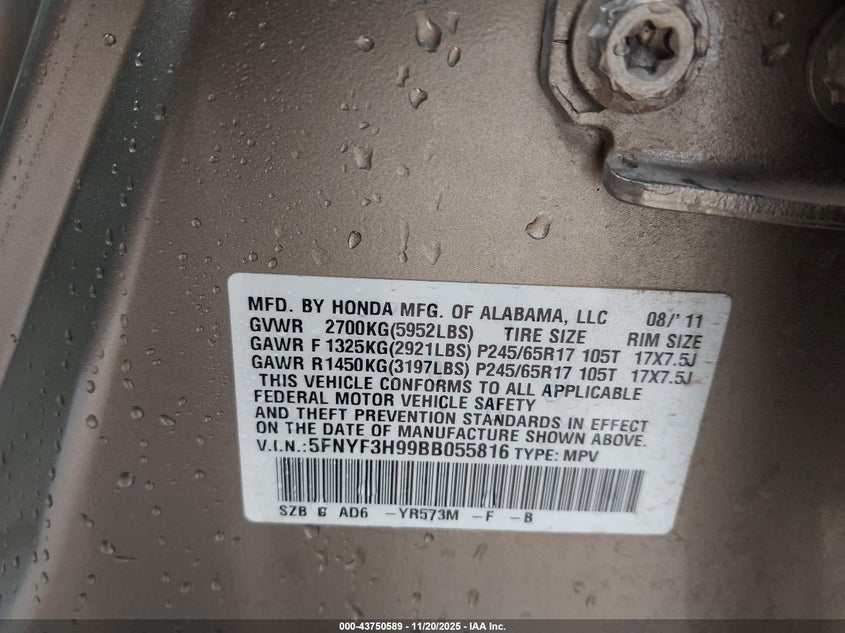 MFD. BY HONDA MFG. OF ALABAMA, LLC 08/'11
GVWR 2700KG(5952LBS) TIRE SIZE RIM SIZE
GAWR F 1325KG(2921LBS) P245/65R17 105T 17X7.5J
GAWR R1450KG(3197LBS) P245/65R17 105T 17X7.5J
THIS VEHICLE CONFORMS TO ALL APPLICABLE
FEDERAL MOTOR VEHICLE SAFETY
AND THEFT PREVENTION STANDARDS IN EFFECT
ON THE DATE OF MANUFACTURE SHOWN ABOVE.
V.I.N.:5FNYF3H99BB055816 TYPE: MPV
SZB AD6 -YR573M -F -B
000-43750589 - 11/20/2025 - IAA Inc.